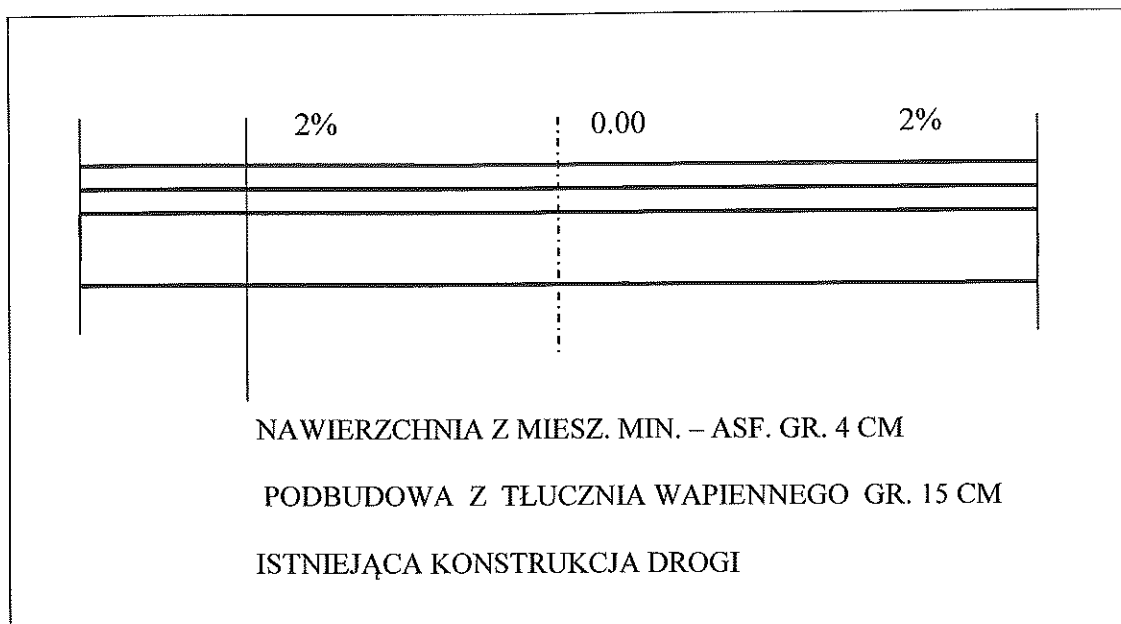 2% 0.00 2%
NAWIERZCHNIA Z MIESZ. MIN. – ASF. GR. 4 CM
PODBUDOWA Z TŁUCZNIA WAPIENNEGO GR. 15 CM
ISTNIEJĄCA KONSTRUKCJA DROGI